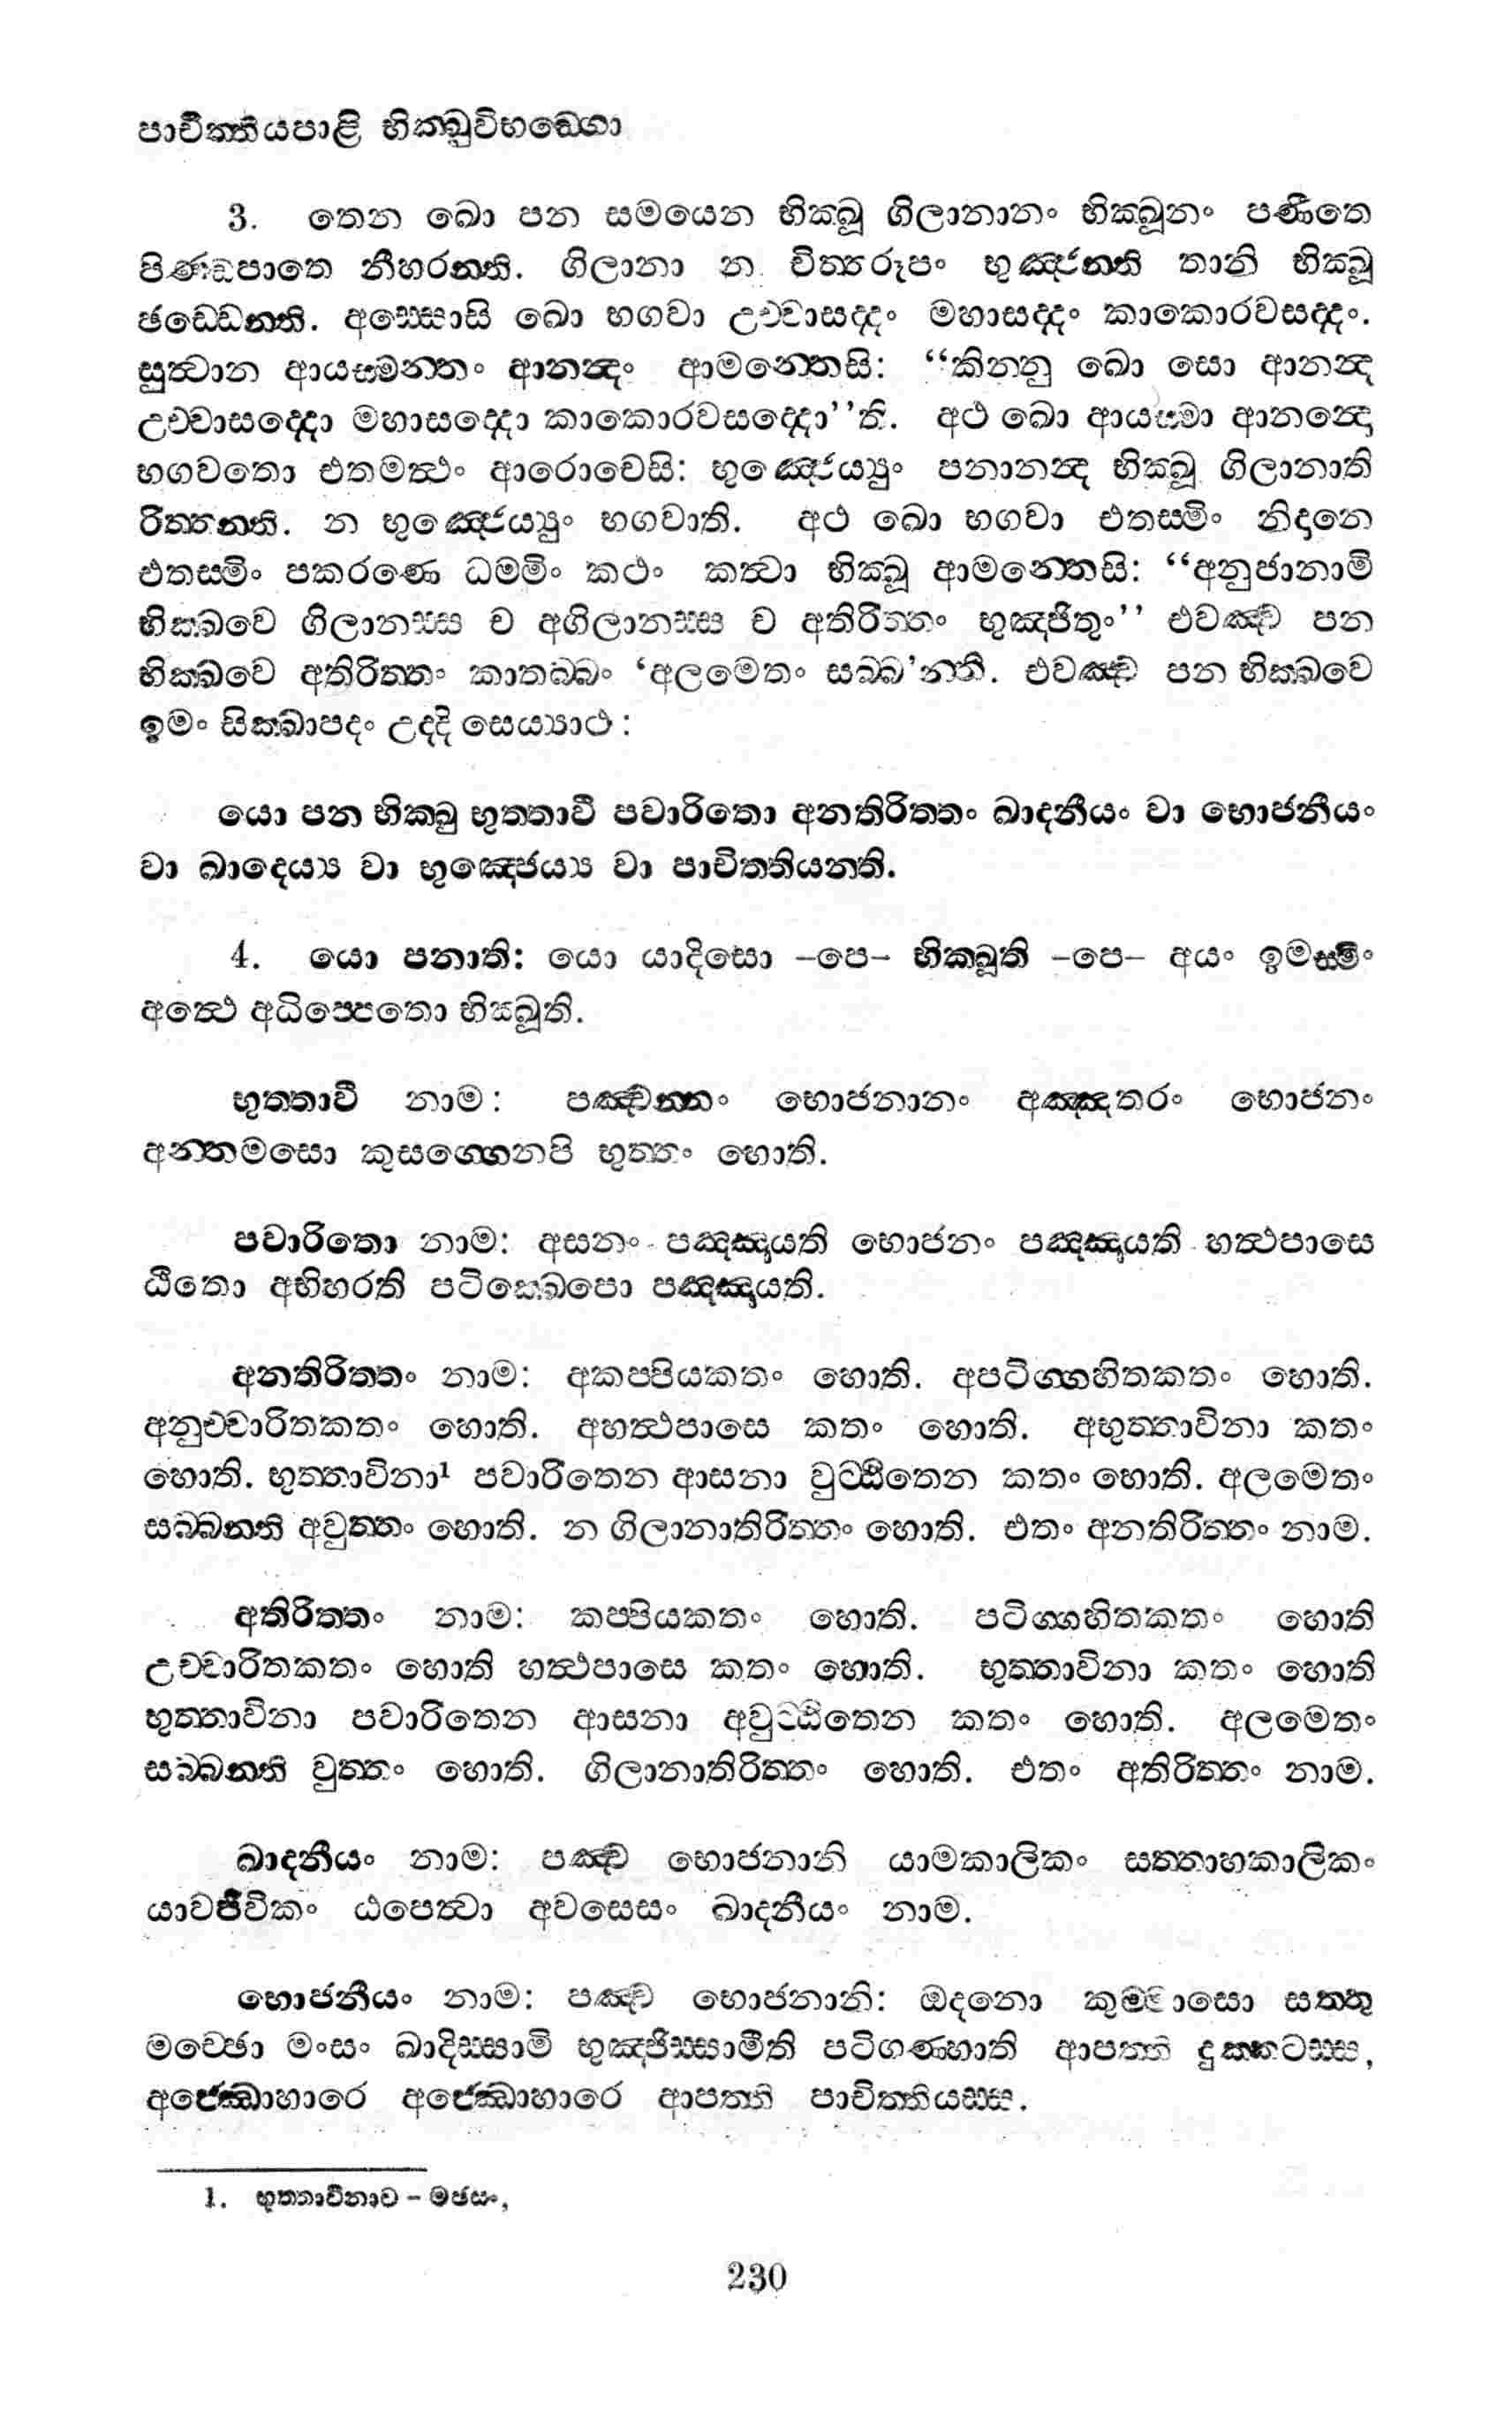 පාචිත්තියපාළි භික්ඛුවිභඞ්ගො
3. තෙන ඛො පන සමයෙන භික්ඛූ ගිලානානං භික්ඛූනං පණීතෙ
පිණ්ඩපාතෙ නීහරන්ති. ගිලානා න චිත්තරූපං භුඤ්ජන්ති තානි භික්ඛූ
ඡඩ්ඩෙන්ති. අස්සොසි ඛො භගවා උච්චාසද්දං මහාසද්දං කාකොරවසද්දං.
සුත්වාන ආයස්මන්තං ආනන්දං ආමන්තෙසි: “කින්නු ඛො සො ආනන්ද
උච්චාසද්දො මහාසද්දො කාකොරවසද්දො’’ති. අථ ඛො ආයස්මා ආනන්දො
භගවතො එතමත්ථං ආරොචෙසි: භුඤ්ජෙය්‍යුං පනානන්ද භික්ඛූ ගිලානාති
රිත්තන්ති. න භුඤ්ජෙය්‍යුං භගවාති. අථ ඛො භගවා එතස්මිං නිදානෙ
එතස්මිං පකරණෙ ධම්මිං කථං කත්වා භික්ඛූ ආමන්තෙසි: “අනුජානාමි
භික්ඛවෙ ගිලානස්ස ච අගිලානස්ස ච අතිරිත්තං භුඤ්ජිතුං’’ එවඤ්ච පන
භික්ඛවෙ අතිරිත්තං කාතබ්බං ‘අලමෙතං සබ්බ’න්ති. එවඤ්ච පන භික්ඛවෙ
ඉමං සික්ඛාපදං උද්දිසෙය්‍යාථ:
යො පන භික්ඛු භුත්තාවී පවාරිතො අනතිරිත්තං ඛාදනීයං වා භොජනීයං
වා ඛාදෙය්‍ය වා භුඤ්ජෙය්‍ය වා පාචිත්තියන්ති.
4. යො පනාති: යො යාදිසො –පෙ– භික්ඛූති –පෙ– අයං ඉමස්මිං
අත්ථෙ අධිප්පෙතො භික්ඛූති.
භුත්තාවී නාම: පඤ්චන්නං භොජනානං අඤ්ඤතරං භොජනං
අන්තමසො කුසග්ගෙනපි භුත්තං හොති.
පවාරිතො නාම: අසනං පඤ්ඤායති භොජනං පඤ්ඤායති හත්ථපාසෙ
ඨිතො අභිහරති පටික්ඛෙපො පඤ්ඤායති.
අනතිරිත්තං නාම: අකප්පියකතං හොති. අපටිග්ගහිතකතං හොති.
අනුච්චාරිතකතං හොති. අහත්ථපාසෙ කතං හොති. අභුත්තාවිනා කතං
හොති. භුත්තාවිනා¹ පවාරිතෙන ආසනා වුට්ඨිතෙන කතං හොති. අලමෙතං
සබ්බන්ති අවුත්තං හොති. න ගිලානාතිරිත්තං හොති. එතං අනතිරිත්තං නාම.
අතිරිත්තං නාම: කප්පියකතං හොති. පටිග්ගහිතකතං හොති
උච්චාරිතකතං හොති හත්ථපාසෙ කතං හොති. භුත්තාවිනා කතං හොති
භුත්තාවිනා පවාරිතෙන ආසනා අවුට්ඨිතෙන කතං හොති. අලමෙතං
සබ්බන්ති වුත්තං හොති. ගිලානාතිරිත්තං හොති. එතං අතිරිත්තං නාම.
ඛාදනීයං නාම: පඤ්ච භොජනානි යාමකාලිකං සත්තාහකාලිකං
යාවජීවිකං ඨපෙත්වා අවසෙසං ඛාදනීයං නාම.
භොජනීයං නාම: පඤ්ච භොජනානි: ඔදනො කුම්මාසො සත්තු
මච්ඡො මංසං ඛාදිස්සාමි භුඤ්ජිස්සාමීති පටිගණ්හාති ආපත්ති දුක්කටස්ස,
අජ්ඣොහාරෙ අජ්ඣොහාරෙ ආපත්ති පාචිත්තියස්ස.
1. භුත්තාවිනාව – මඡසං,
230